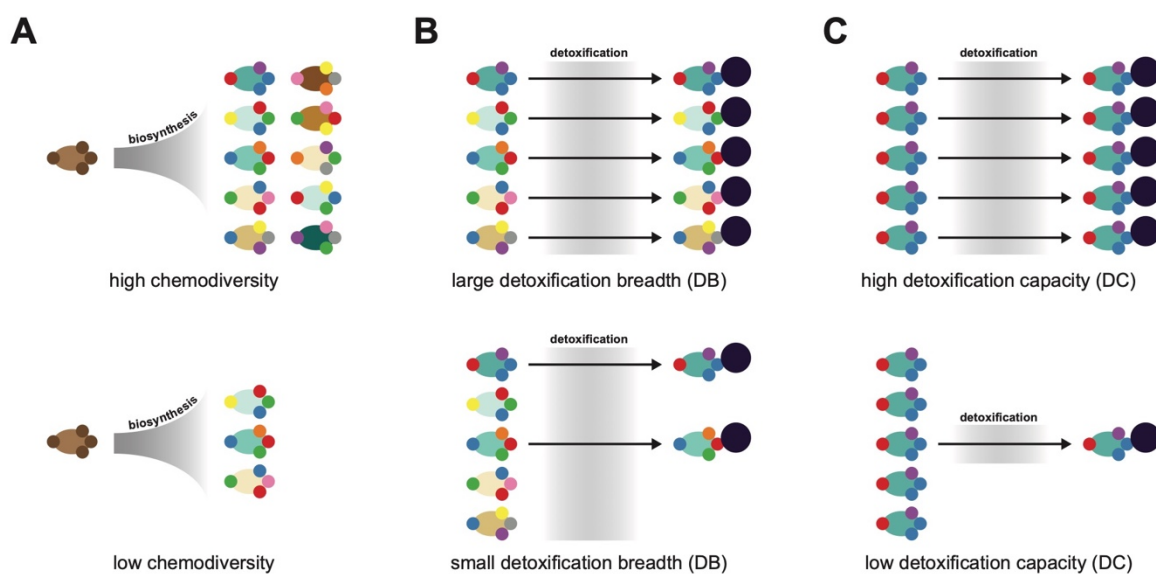 A
biosynthesis
high chemodiversity
biosynthesis
low chemodiversity
B
detoxification
large detoxification breadth (DB)
detoxification
small detoxification breadth (DB)
C
detoxification
high detoxification capacity (DC)
detoxification
low detoxification capacity (DC)